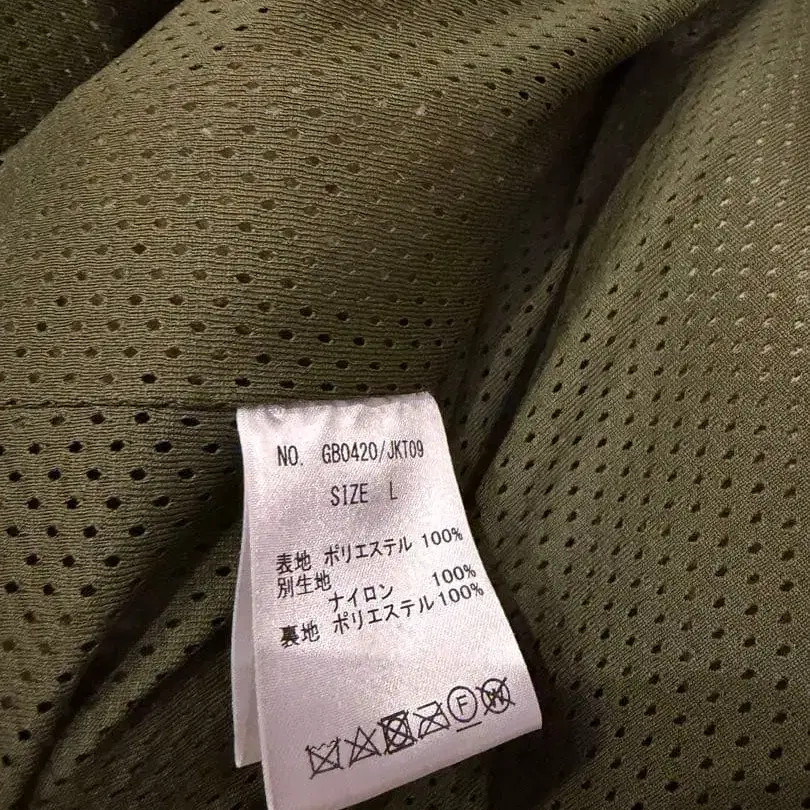 NO. GB0420/JKT09
SIZE L
表地 ポリエステル 100%
別生地
ナイロン 100%
裏地 ポリエステル 100%
F
W